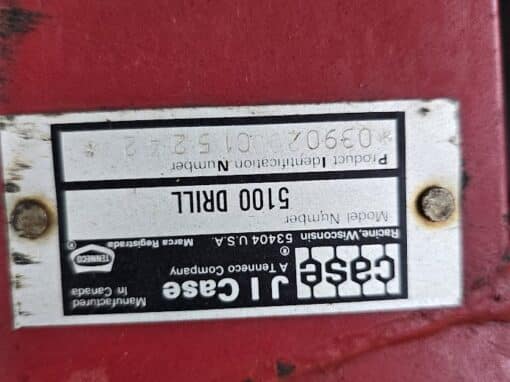 case ®
J I Case
A Tenneco Company
Manufactured
In Canada
TENNECO
Racine, Wisconsin 53404 U.S.A.
Marca Registrada
Model Number
5100 DRILL
Product Identification Number